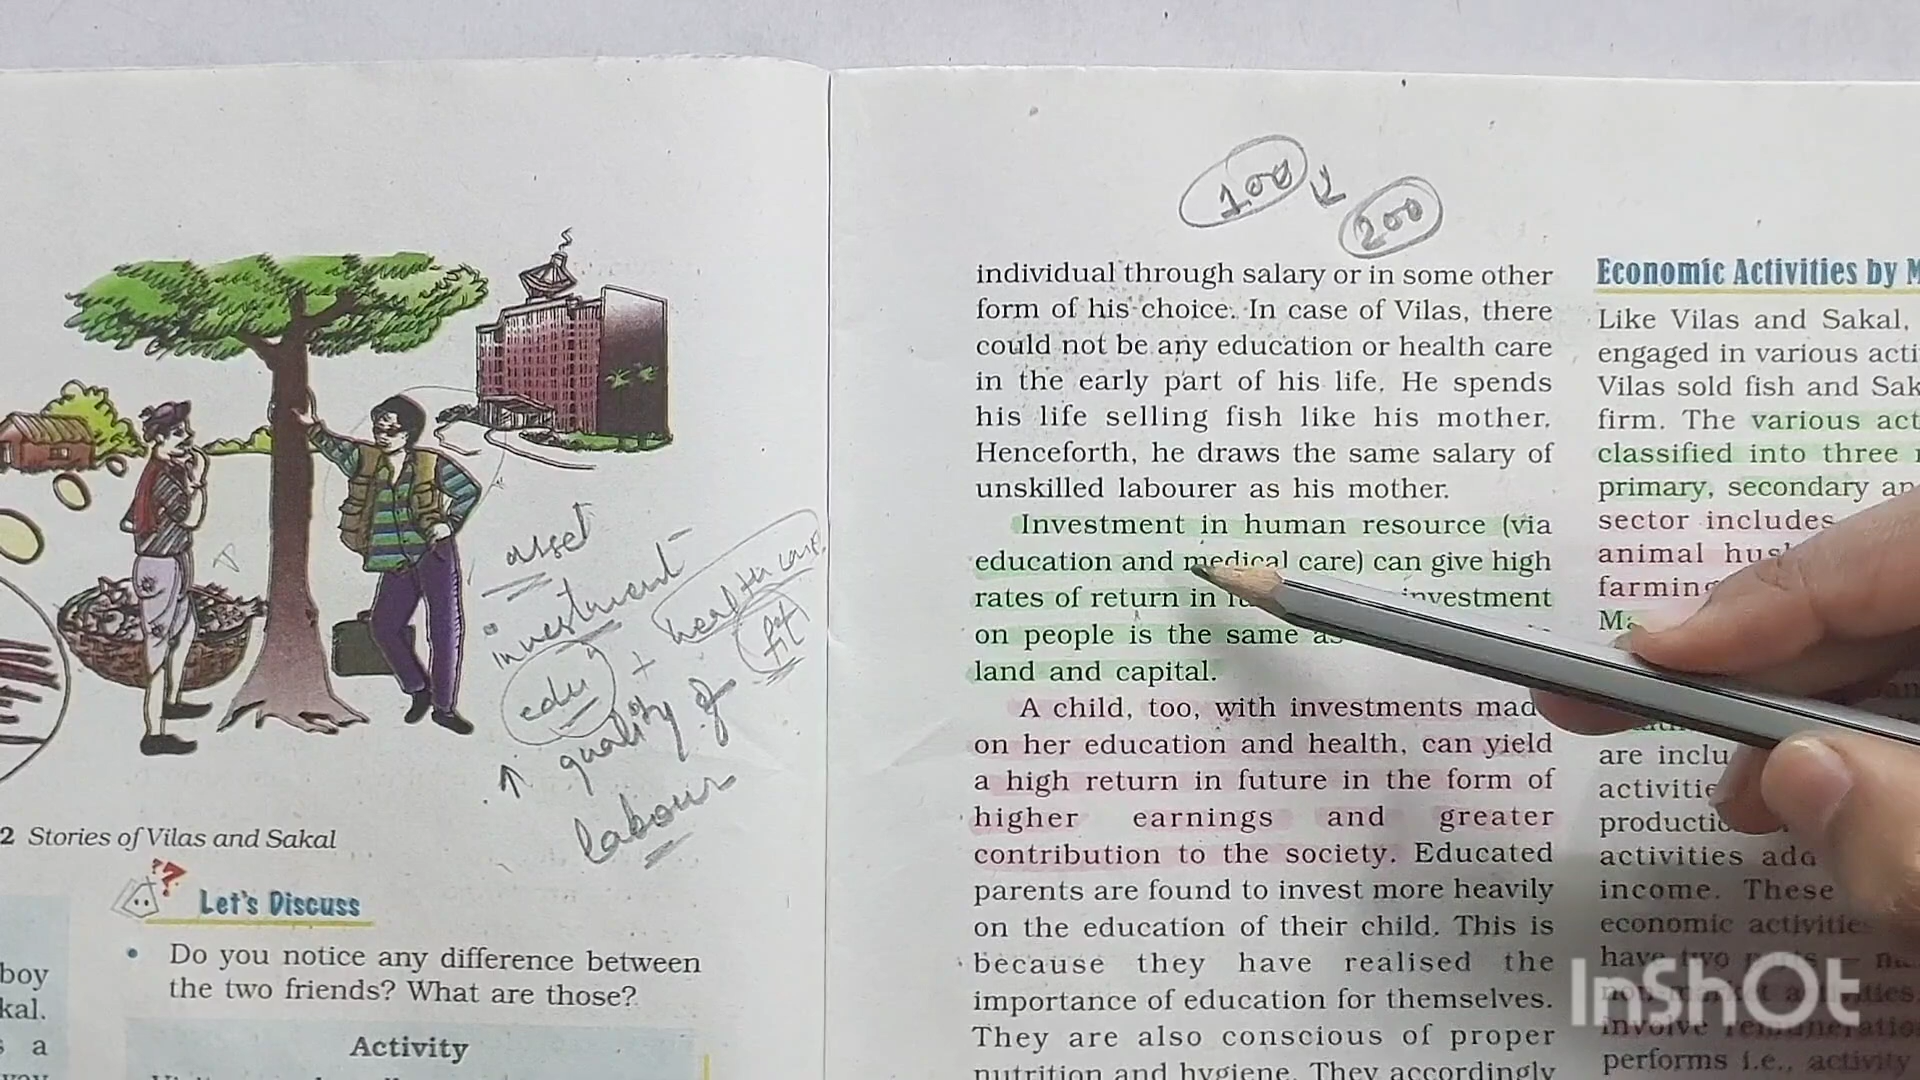 asset
investment
edu + health care
fit
↑ quality of
labour
2 Stories of Vilas and Sakal
Let's Discuss
• Do you notice any difference between
the two friends? What are those?
boy
kal.
s a
Activity
100
200
individual through salary or in some other
form of his choice. In case of Vilas, there
could not be any education or health care
in the early part of his life. He spends
his life selling fish like his mother.
Henceforth, he draws the same salary of
unskilled labourer as his mother.
Investment in human resource (via
education and medical care) can give high
rates of return in investment
on people is the same as
land and capital.
A child, too, with investments mad
on her education and health, can yield
a high return in future in the form of
higher earnings and greater
contribution to the society. Educated
parents are found to invest more heavily
on the education of their child. This is
because they have realised the
importance of education for themselves.
They are also conscious of proper
nutrition and hygiene. They accordingly
Economic Activities by M
Like Vilas and Sakal,
engaged in various acti
Vilas sold fish and Sak
firm. The various act
classified into three
primary, secondary an
sector includes
animal hus
farming
Ma
are inclu
activitie
productio
activities add
income. These
economic activitie
have two
involve remuneratio
performs i.e., activity
InShOt